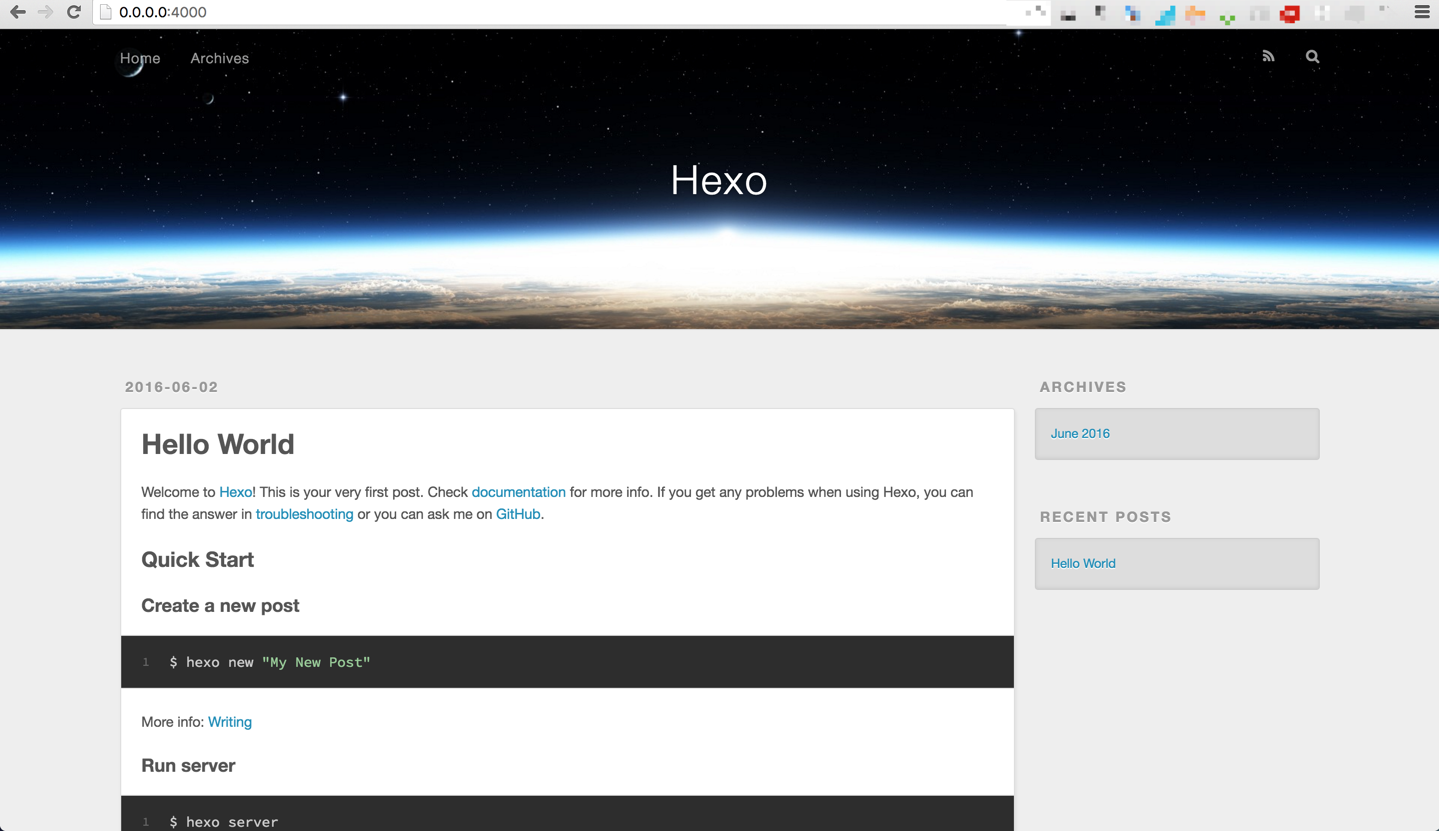 0.0.0.0:4000
Home Archives
Hexo
2016-06-02
Hello World
Welcome to Hexo! This is your very first post. Check documentation for more info. If you get any problems when using Hexo, you can
find the answer in troubleshooting or you can ask me on GitHub.
Quick Start
Create a new post
1 $ hexo new "My New Post"
More info: Writing
Run server
1 $ hexo server
ARCHIVES
June 2016
RECENT POSTS
Hello World